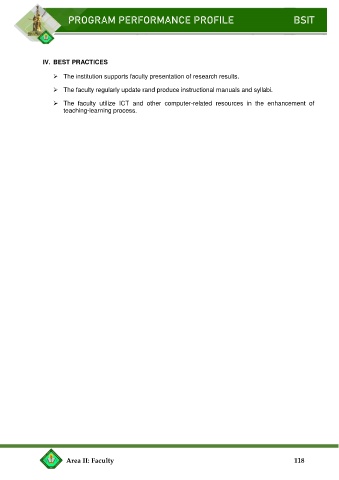 PROGRAM PERFORMANCE PROFILE BSIT
IV. BEST PRACTICES
➢ The institution supports faculty presentation of research results.
➢ The faculty regularly update rand produce instructional manuals and syllabi.
➢ The faculty utilize ICT and other computer-related resources in the enhancement of
teaching-learning process.
Area II: Faculty 118